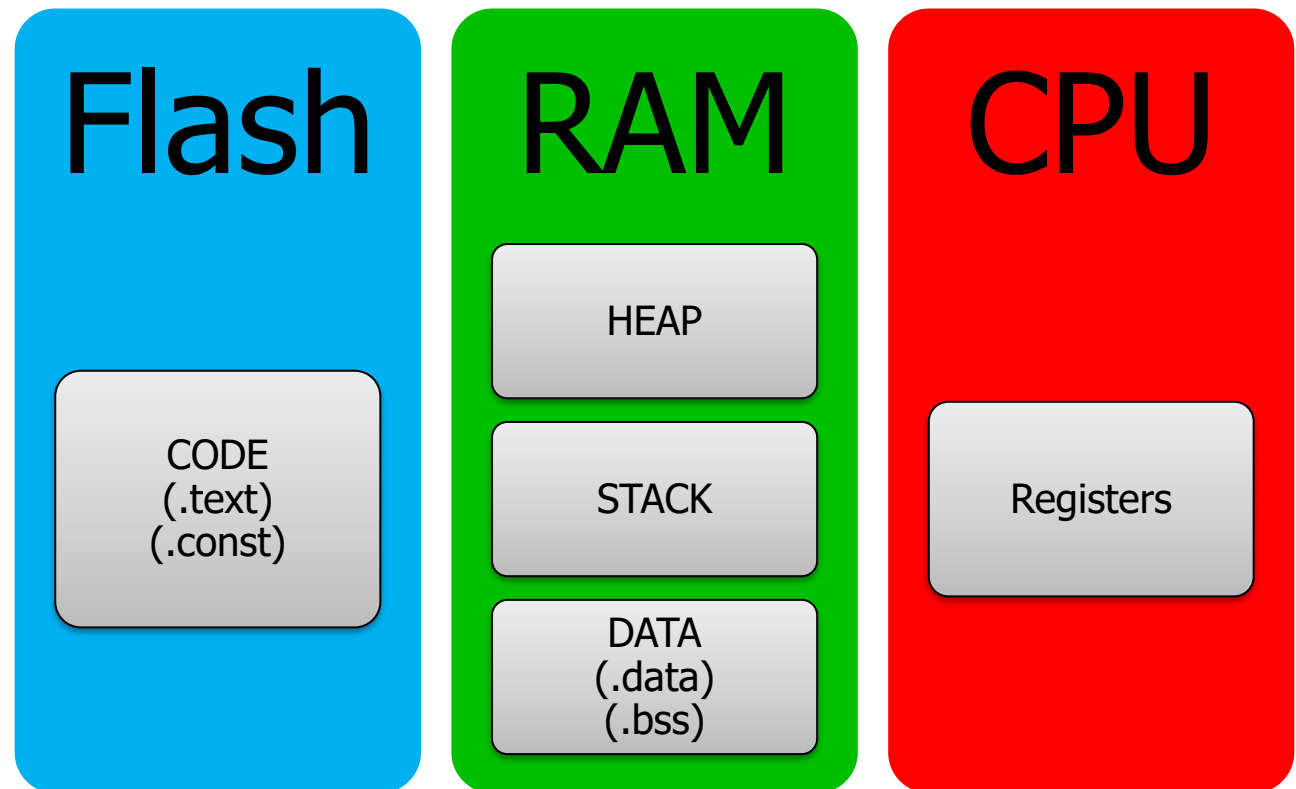 Flash
CODE
(.text)
(.const)
RAM
HEAP
STACK
DATA
(.data)
(.bss)
CPU
Registers